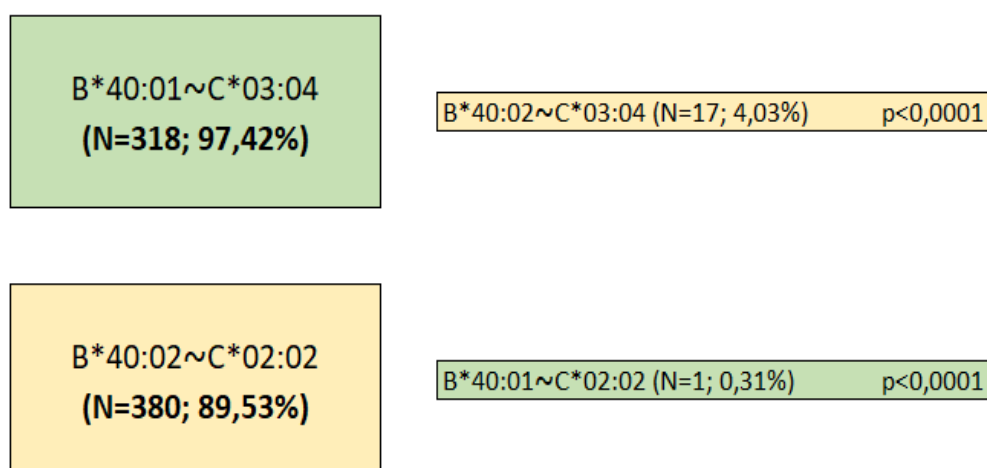 B*40:01~C*03:04
(N=318; 97,42%)
B*40:02~C*03:04 (N=17; 4,03%) p<0,0001
B*40:02~C*02:02
(N=380; 89,53%)
B*40:01~C*02:02 (N=1; 0,31%) p<0,0001